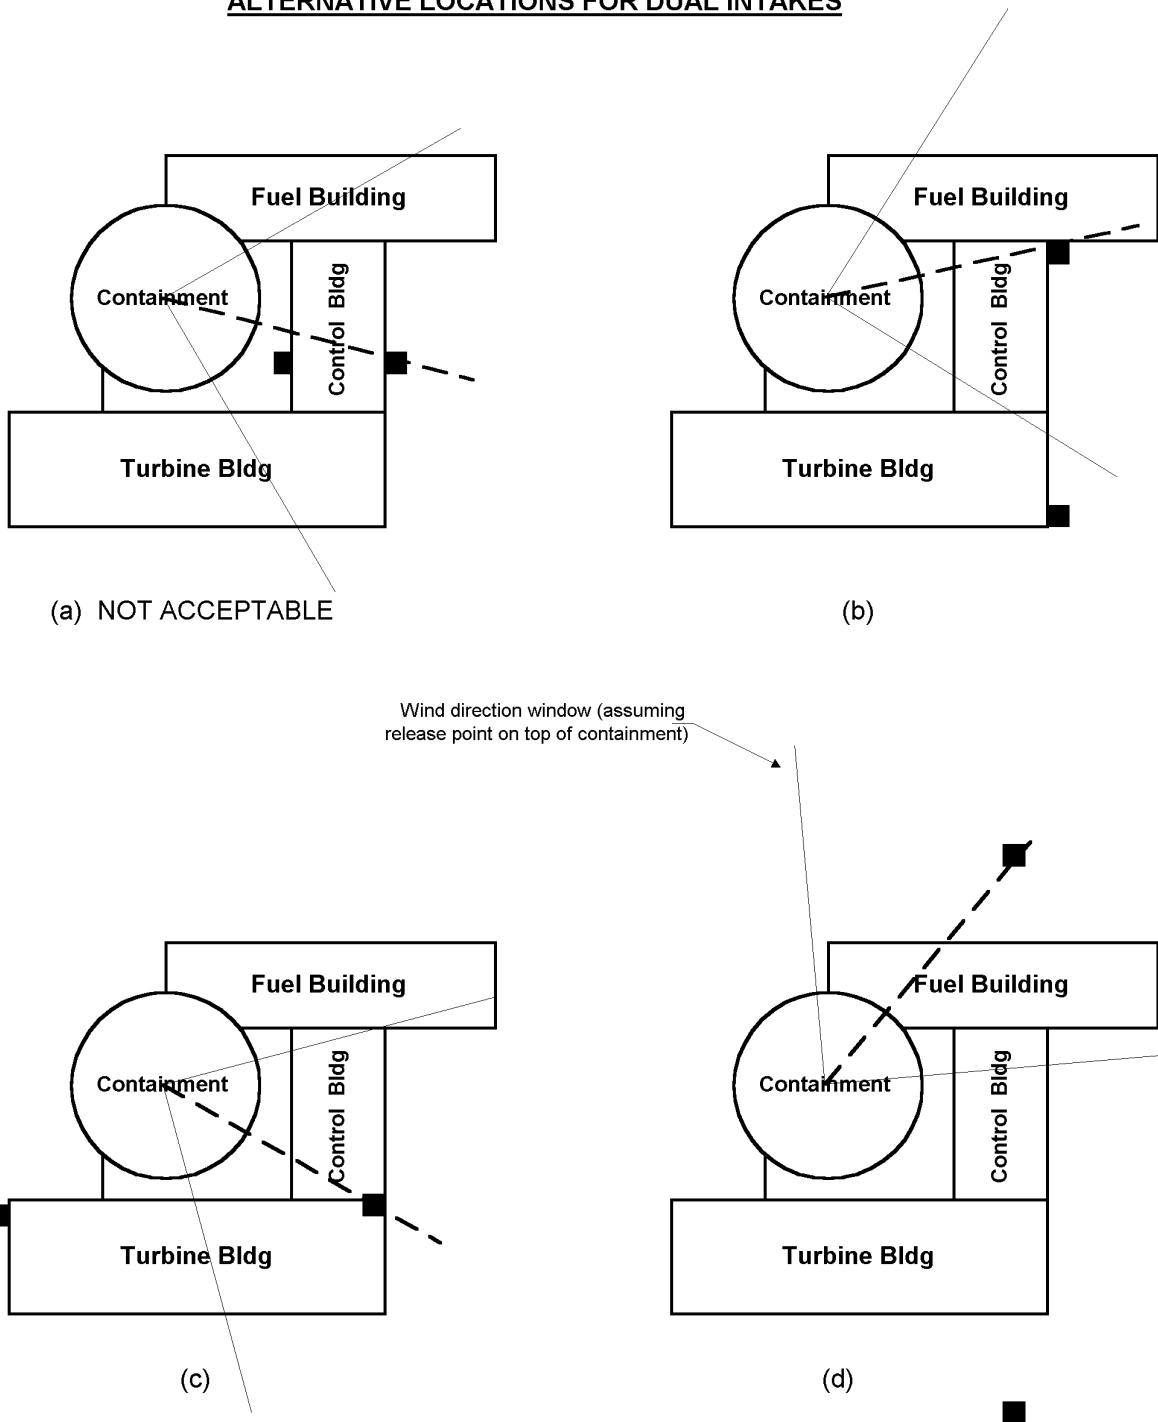 ALTERNATIVE LOCATIONS FOR DUAL INTAKES
Fuel Building
Containment
Control Bldg
Turbine Bldg
(a) NOT ACCEPTABLE
Fuel Building
Containment
Control Bldg
Turbine Bldg
(b)
Wind direction window (assuming
release point on top of containment)
Fuel Building
Containment
Control Bldg
Turbine Bldg
(c)
Fuel Building
Containment
Control Bldg
Turbine Bldg
(d)